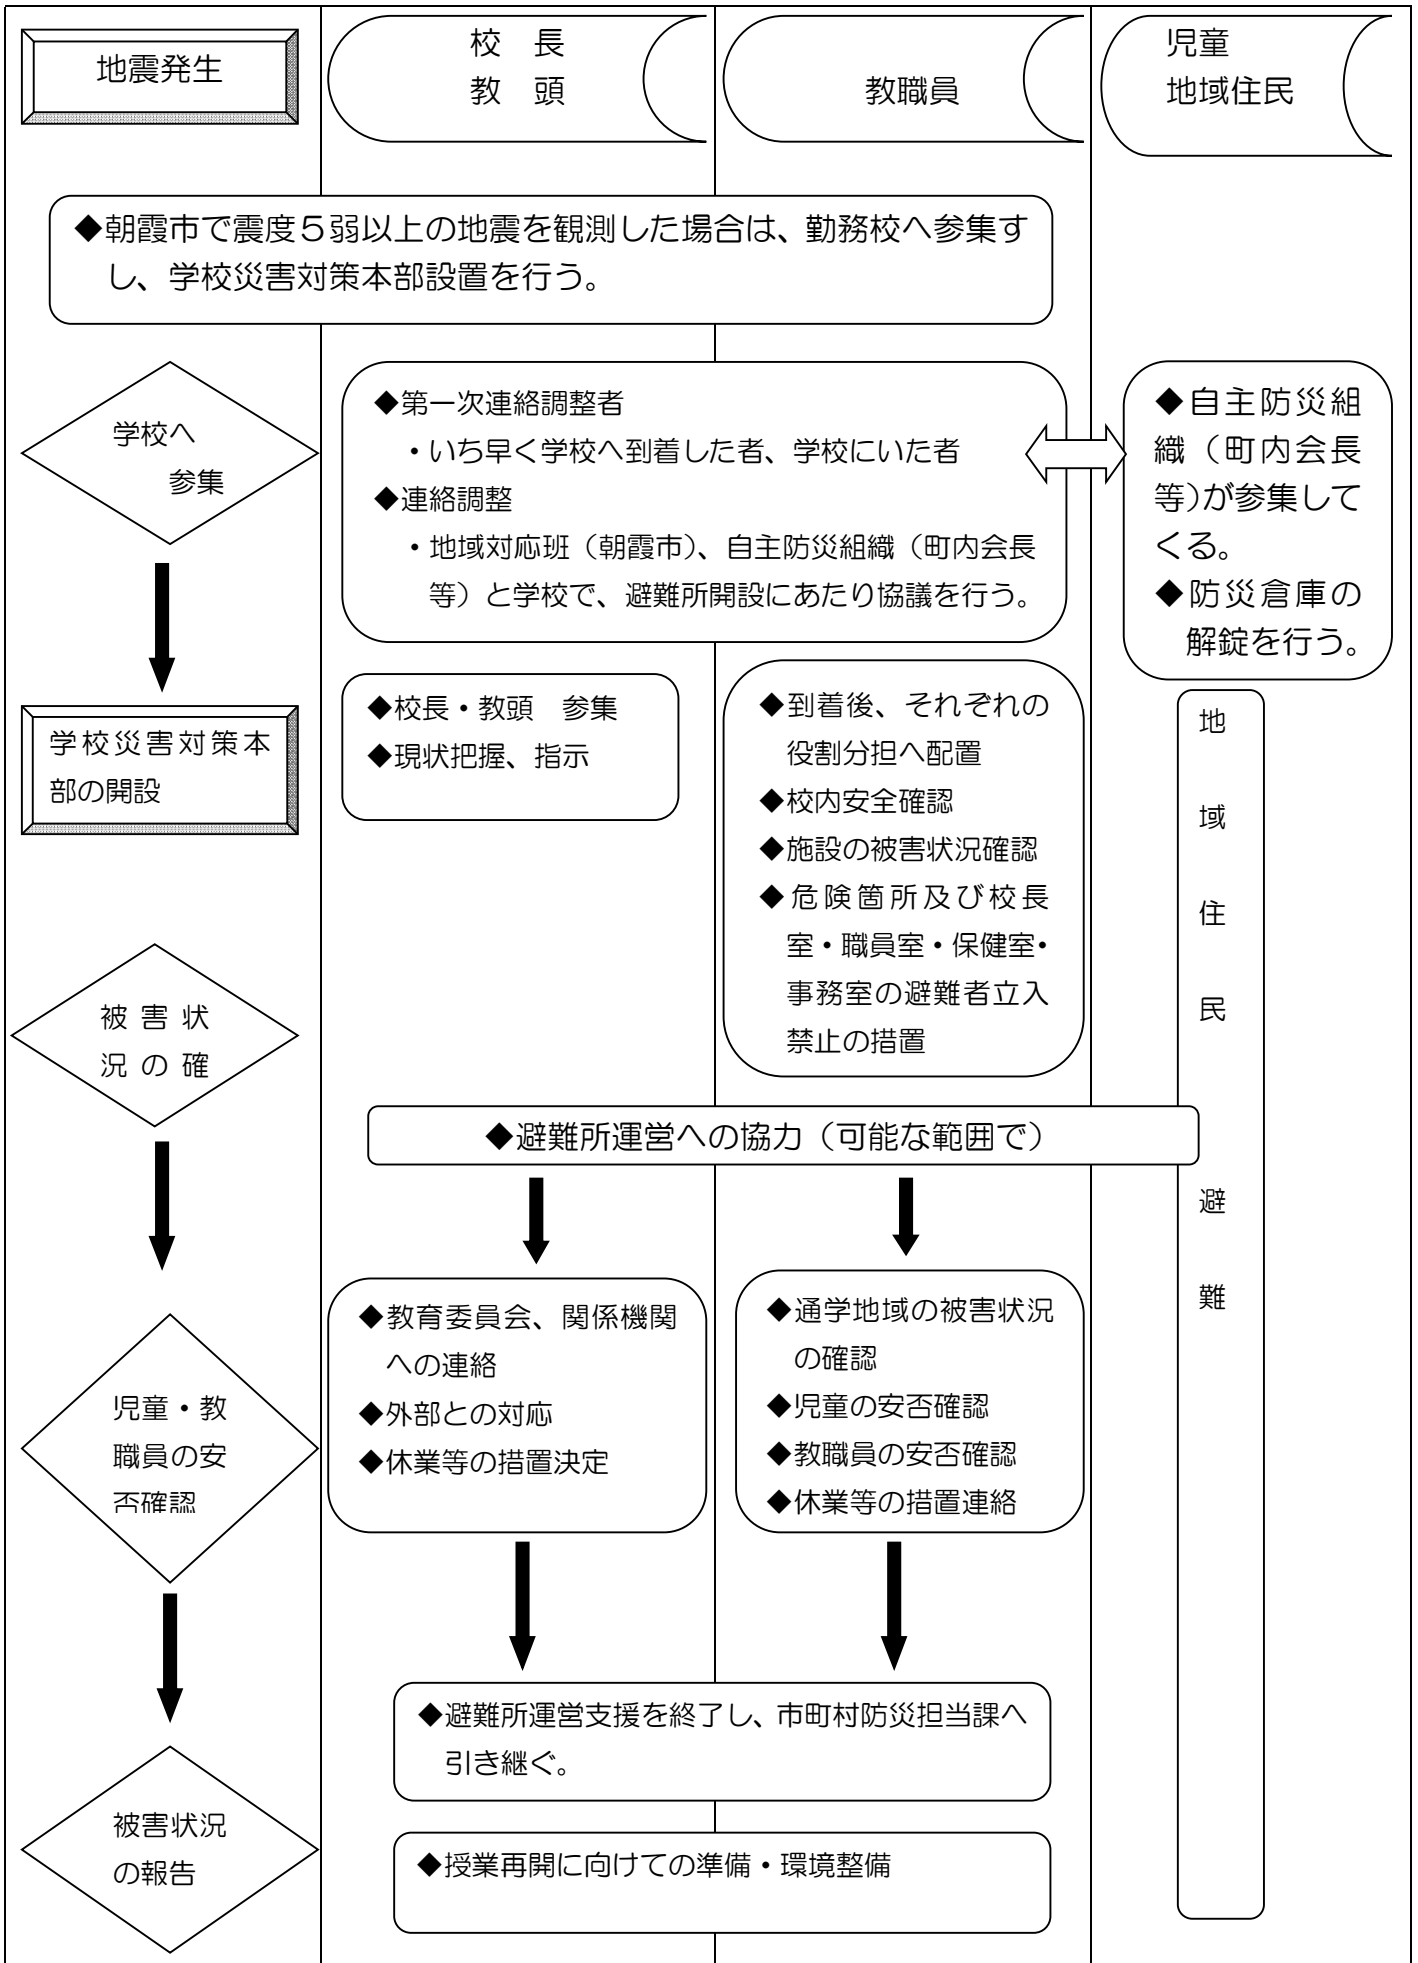 地震発生
校　長
教　頭
教職員
児童
地域住民
◆朝霞市で震度５弱以上の地震を観測した場合は、勤務校へ参集す
し、学校災害対策本部設置を行う。
学校へ
参集
◆第一次連絡調整者
・いち早く学校へ到着した者、学校にいた者
◆連絡調整
・地域対応班（朝霞市）、自主防災組織（町内会長
等）と学校で、避難所開設にあたり協議を行う。
◆自主防災組
織（町内会長
等）が参集して
くる。
◆防災倉庫の
解錠を行う。
学校災害対策本
部の開設
◆校長・教頭　参集
◆現状把握、指示
◆到着後、それぞれの
役割分担へ配置
◆校内安全確認
◆施設の被害状況確認
◆危険箇所及び校長
室・職員室・保健室・
事務室の避難者立入
禁止の措置
地域住民　避難
被害状
況の確
◆避難所運営への協力（可能な範囲で）
児童・教
職員の安
否確認
◆教育委員会、関係機関
への連絡
◆外部との対応
◆休業等の措置決定
◆通学地域の被害状況
の確認
◆児童の安否確認
◆教職員の安否確認
◆休業等の措置連絡
◆避難所運営支援を終了し、市町村防災担当課へ
引き継ぐ。
被害状況
の報告
◆授業再開に向けての準備・環境整備